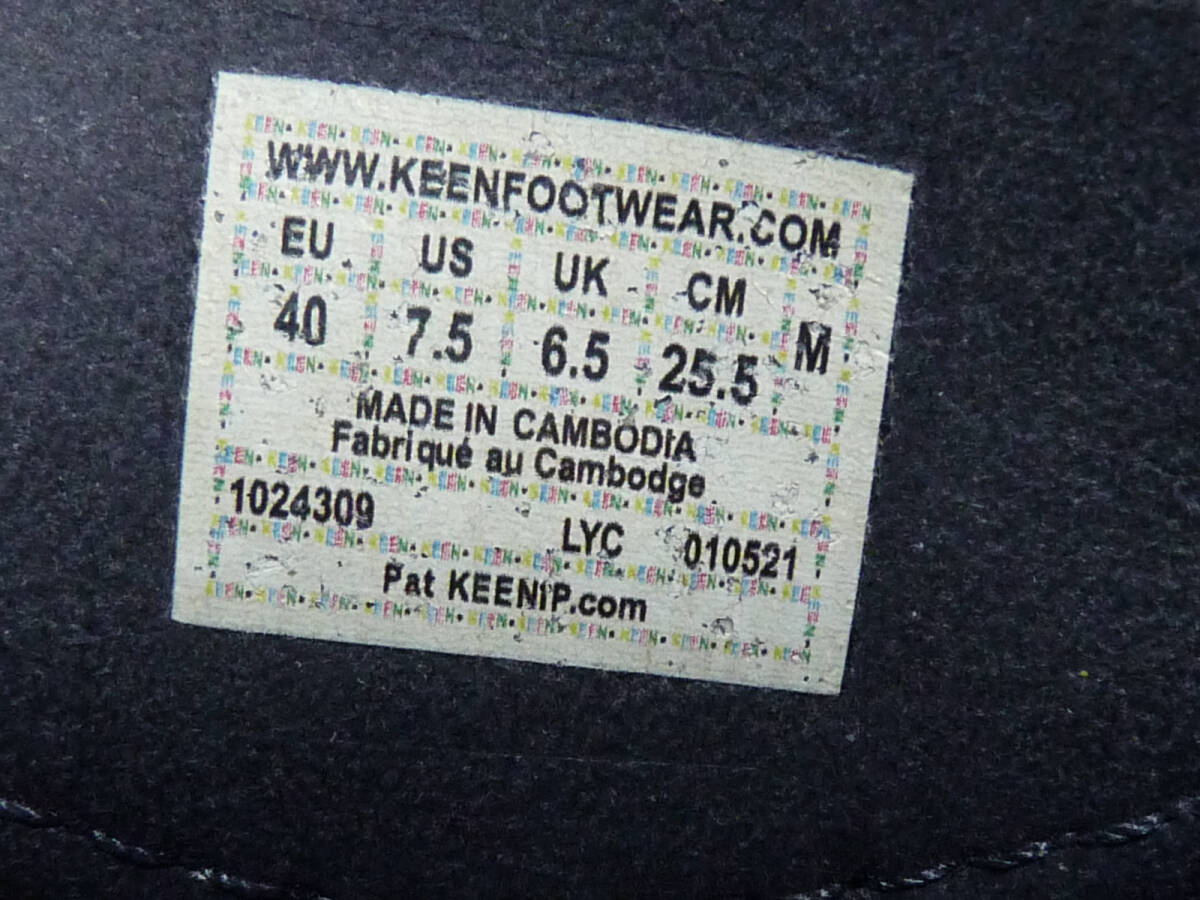 WWW.KEENFOOTWEAR.COM
EU US UK CM
40 7.5 6.5 25.5 M
MADE IN CAMBODIA
Fabriqué au Cambodge
1024309 LYC 010521
Pat KEENIP.com